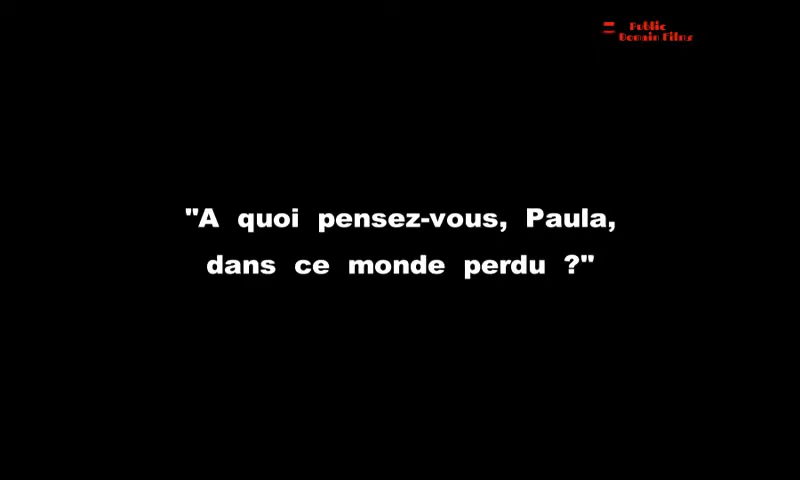 Public
Domain Films
"A quoi pensez-vous, Paula,
dans ce monde perdu ?"